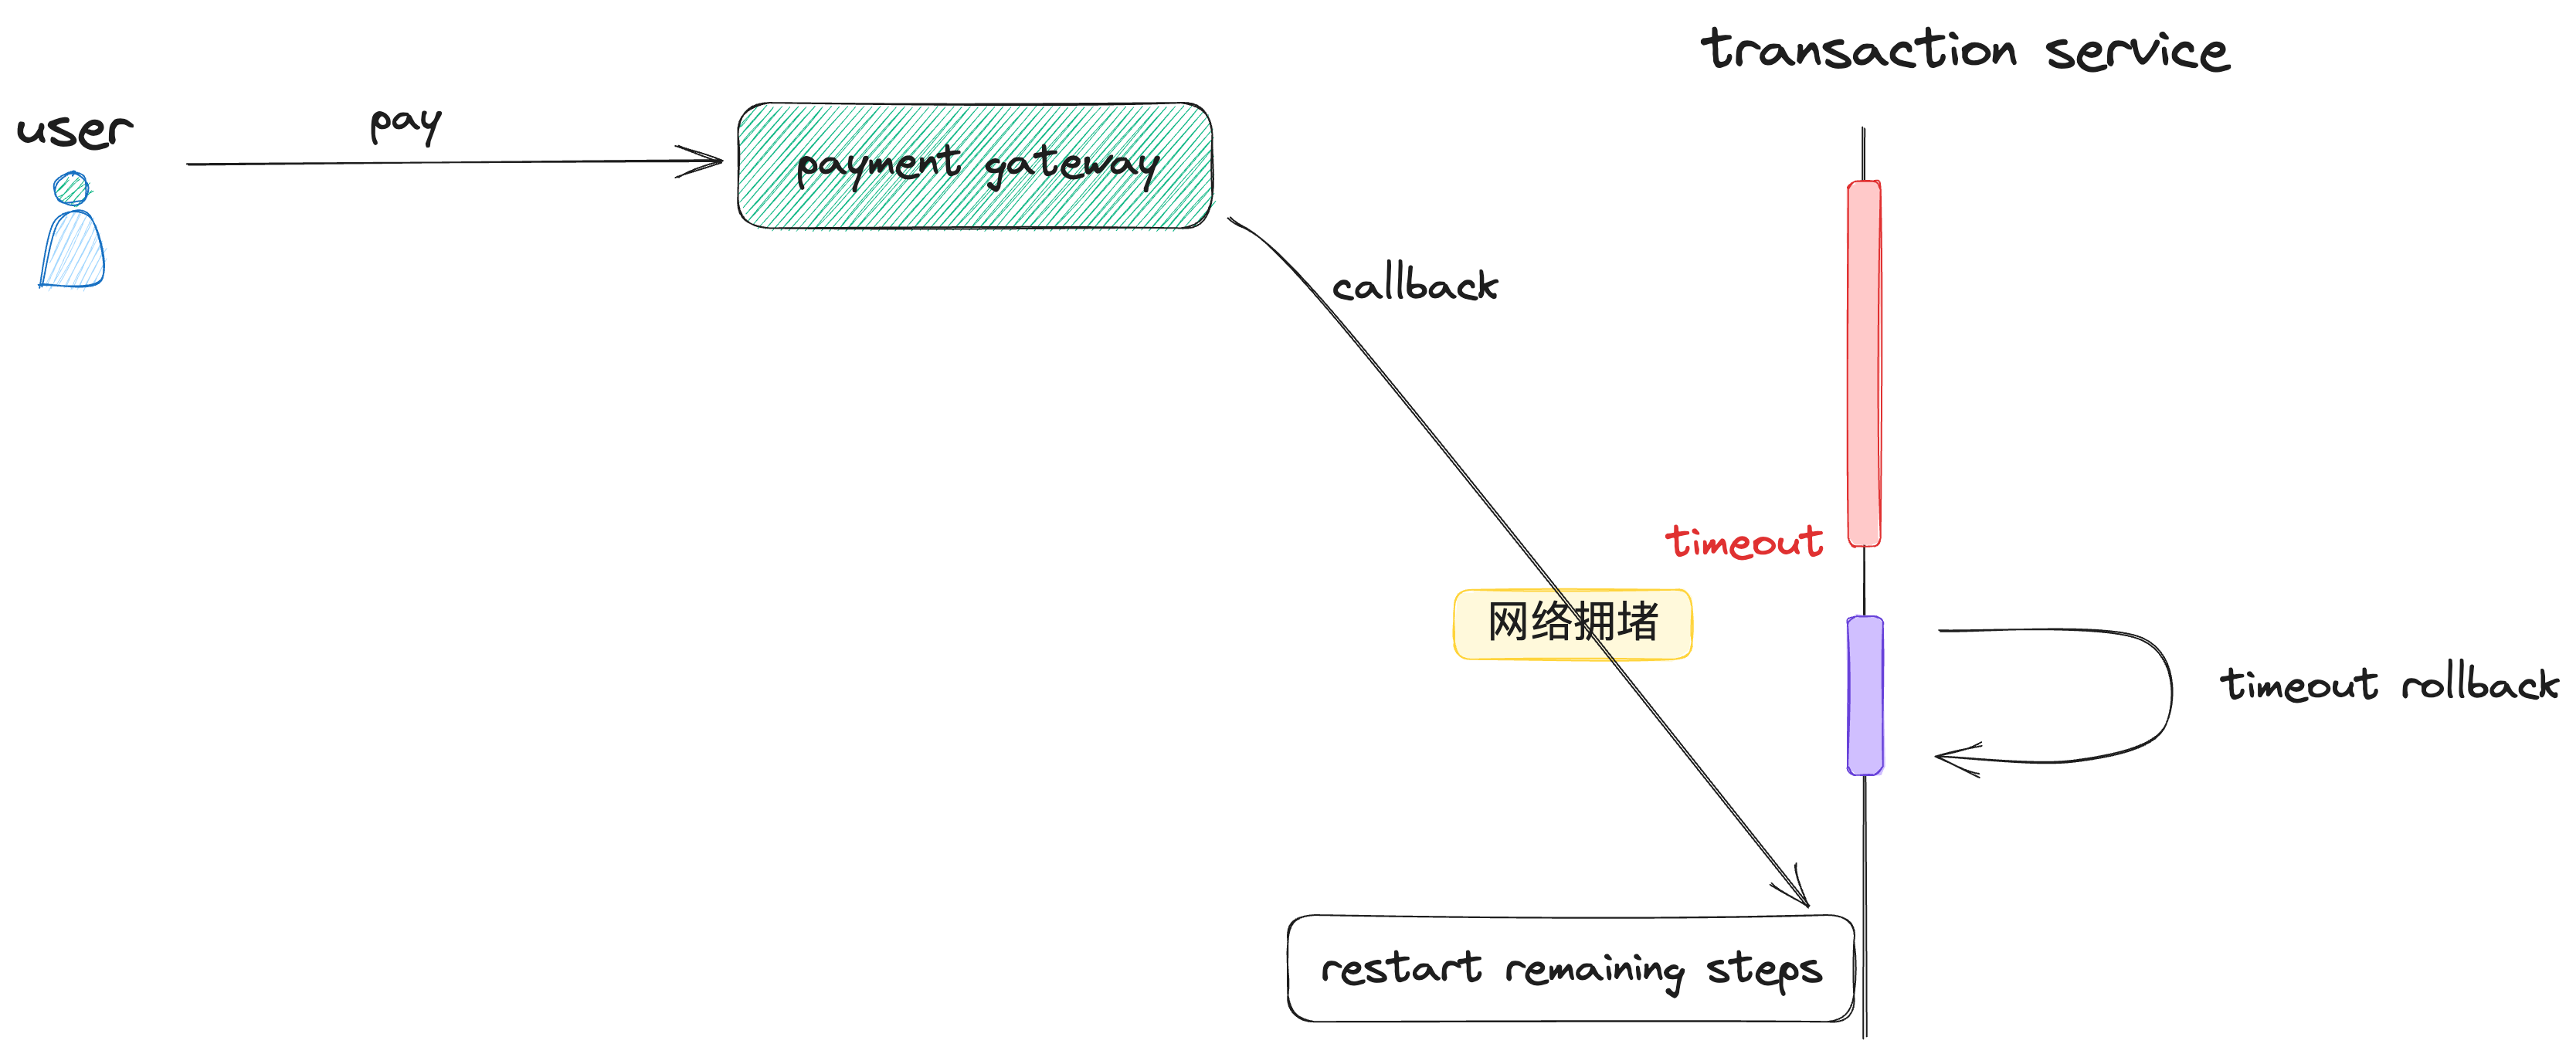 transaction service
user
pay
payment gateway
callback
timeout
网络拥堵
timeout rollback
restart remaining steps